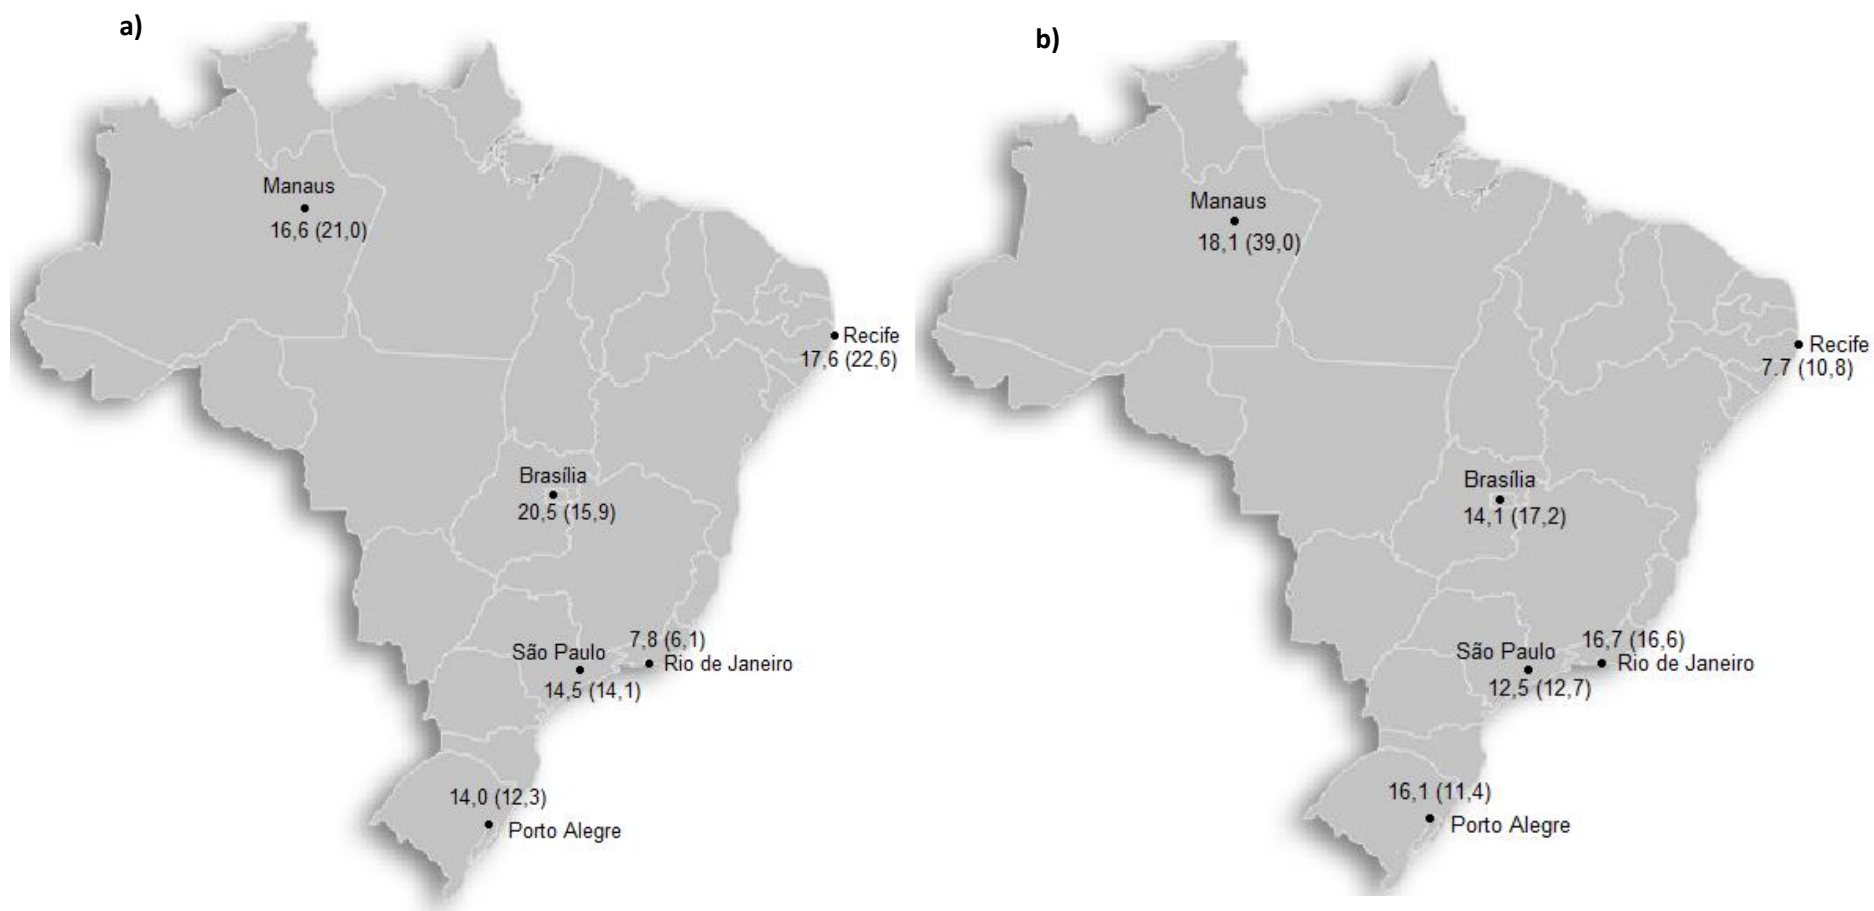 a)
Manaus
16,6 (21,0)
Recife
17,6 (22,6)
Brasília
20,5 (15,9)
7,8 (6,1)
São Paulo
Rio de Janeiro
14,5 (14,1)
14,0 (12,3)
Porto Alegre
b)
Manaus
18,1 (39,0)
Recife
7.7 (10,8)
Brasília
14,1 (17,2)
16,7 (16,6)
São Paulo
Rio de Janeiro
12,5 (12,7)
16,1 (11,4)
Porto Alegre